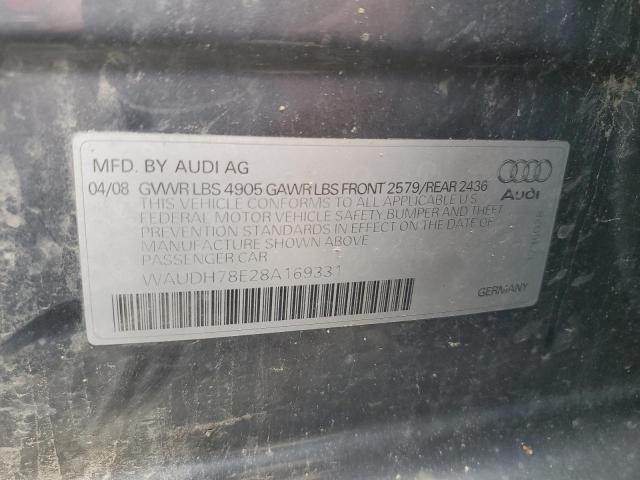 MFD. BY AUDI AG
04/08 GVWR LBS 4905 GAWR LBS FRONT 2579/REAR 2436
THIS VEHICLE CONFORMS TO ALL APPLICABLE U.S
FEDERAL MOTOR VEHICLE SAFETY BUMPER AND THEFT
PREVENTION STANDARDS IN EFFECT ON THE DATE OF
MANUFACTURE SHOWN ABOVE
PASSENGER CAR
WAUDH78E28A169331
Audi
GERMANY